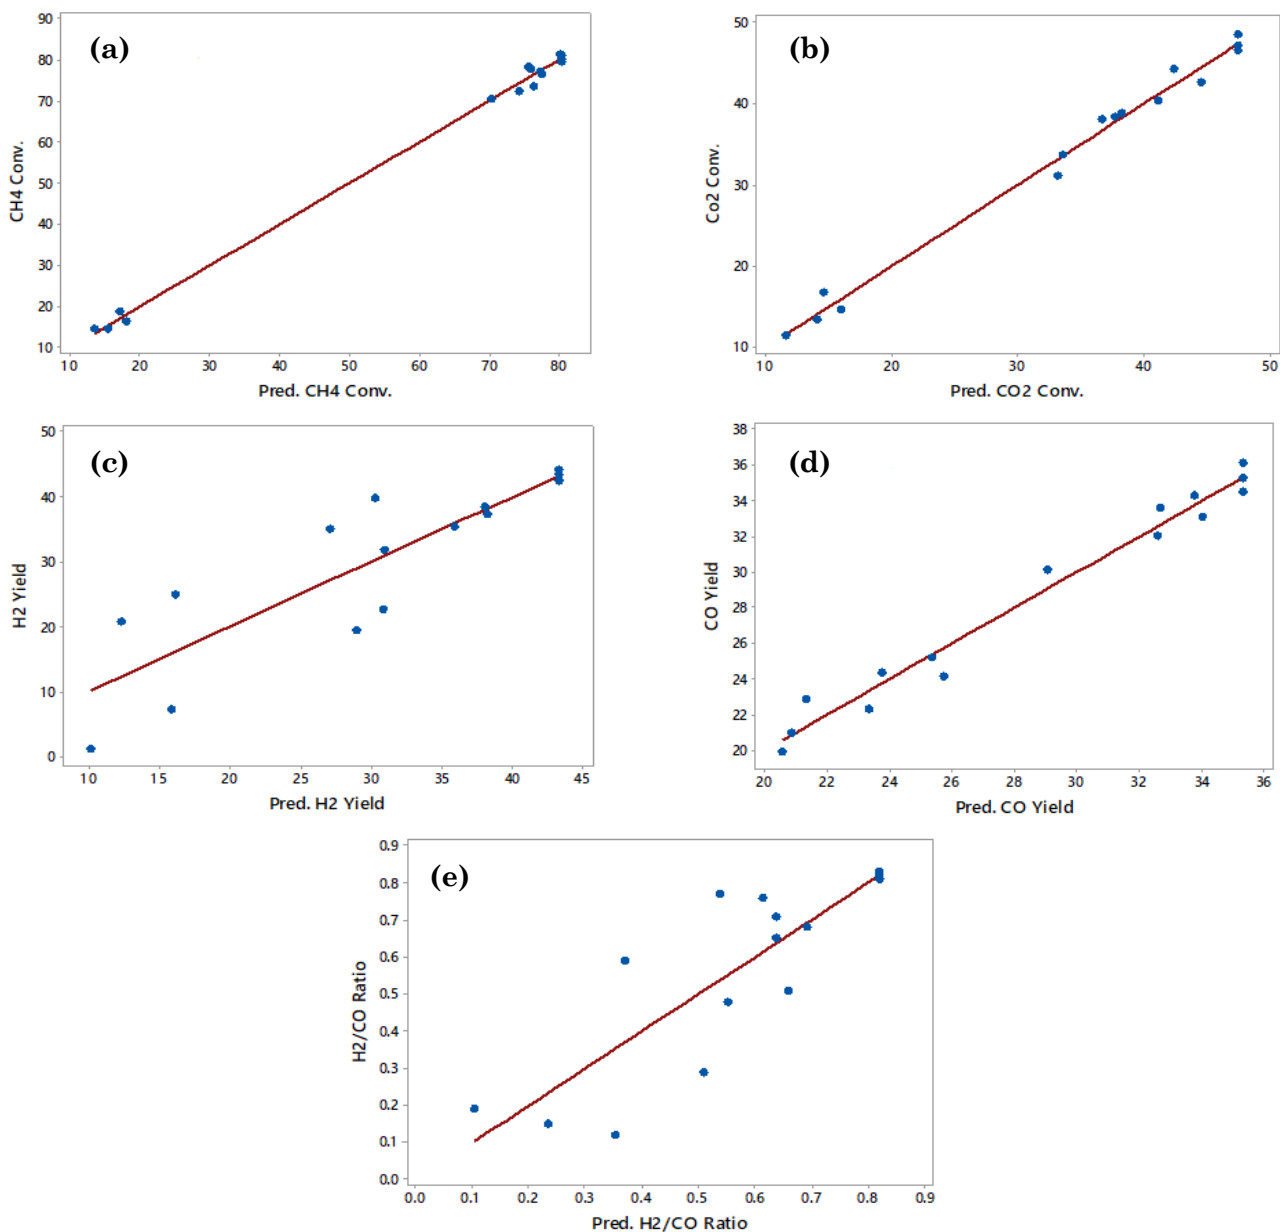 (a)
CH4 Conv.
90
80
70
60
50
40
30
20
10
10 20 30 40 50 60 70 80
Pred. CH4 Conv.
(b)
Co2 Conv.
50
40
30
20
10
10 20 30 40 50
Pred. CO2 Conv.
(c)
H2 Yield
50
40
30
20
10
0
10 15 20 25 30 35 40 45
Pred. H2 Yield
(d)
CO Yield
38
36
34
32
30
28
26
24
22
20
20 22 24 26 28 30 32 34 36
Pred. CO Yield
(e)
H2/CO Ratio
0.9
0.8
0.7
0.6
0.5
0.4
0.3
0.2
0.1
0.0
0.0 0.1 0.2 0.3 0.4 0.5 0.6 0.7 0.8 0.9
Pred. H2/CO Ratio